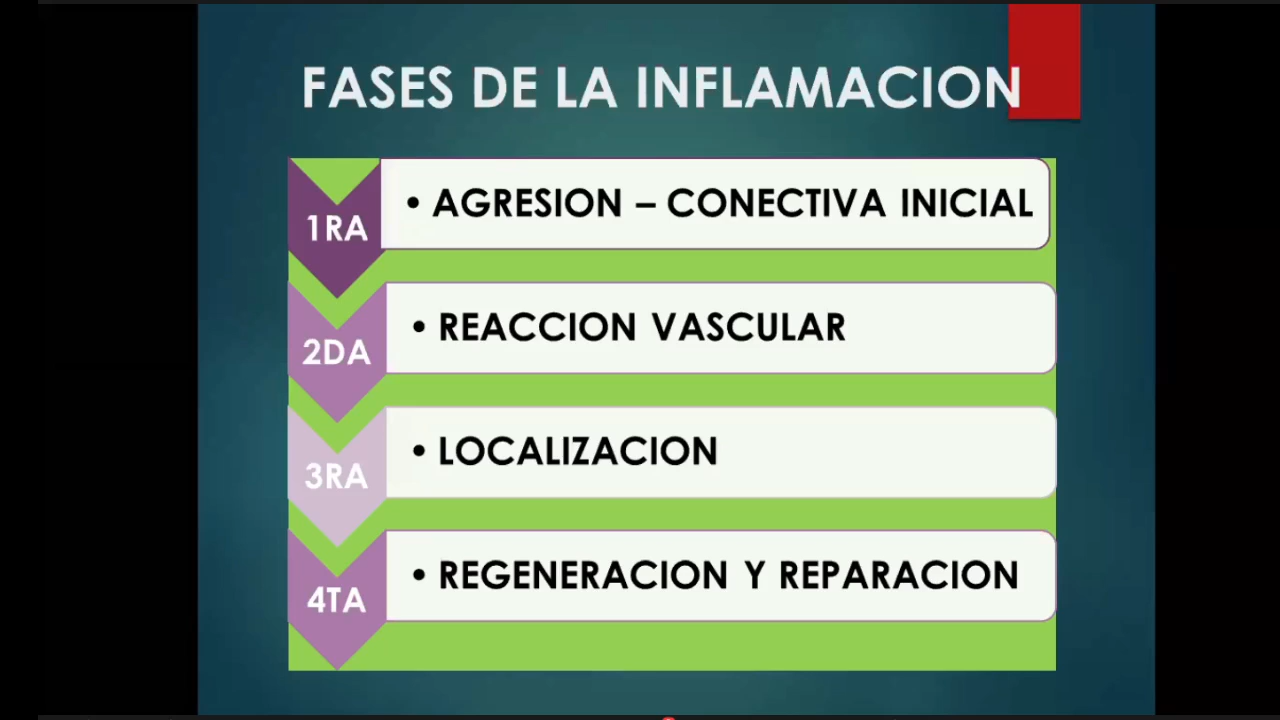 FASES DE LA INFLAMACION
1RA
• AGRESION – CONECTIVA INICIAL
2DA
• REACCION VASCULAR
3RA
• LOCALIZACION
4TA
• REGENERACION Y REPARACION